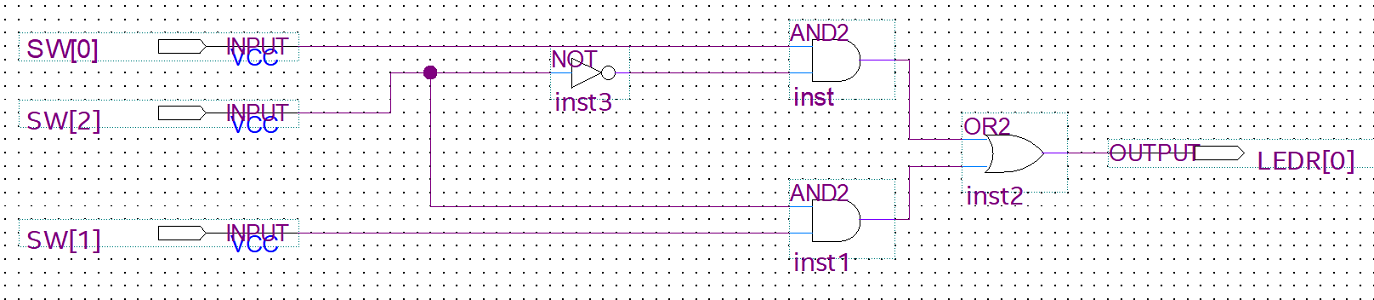 SW[0]
INPUT
VCC
NOT
inst3
AND2
inst
SW[2]
INPUT
VCC
OR2
inst2
OUTPUT
LEDR[0]
AND2
inst1
SW[1]
INPUT
VCC